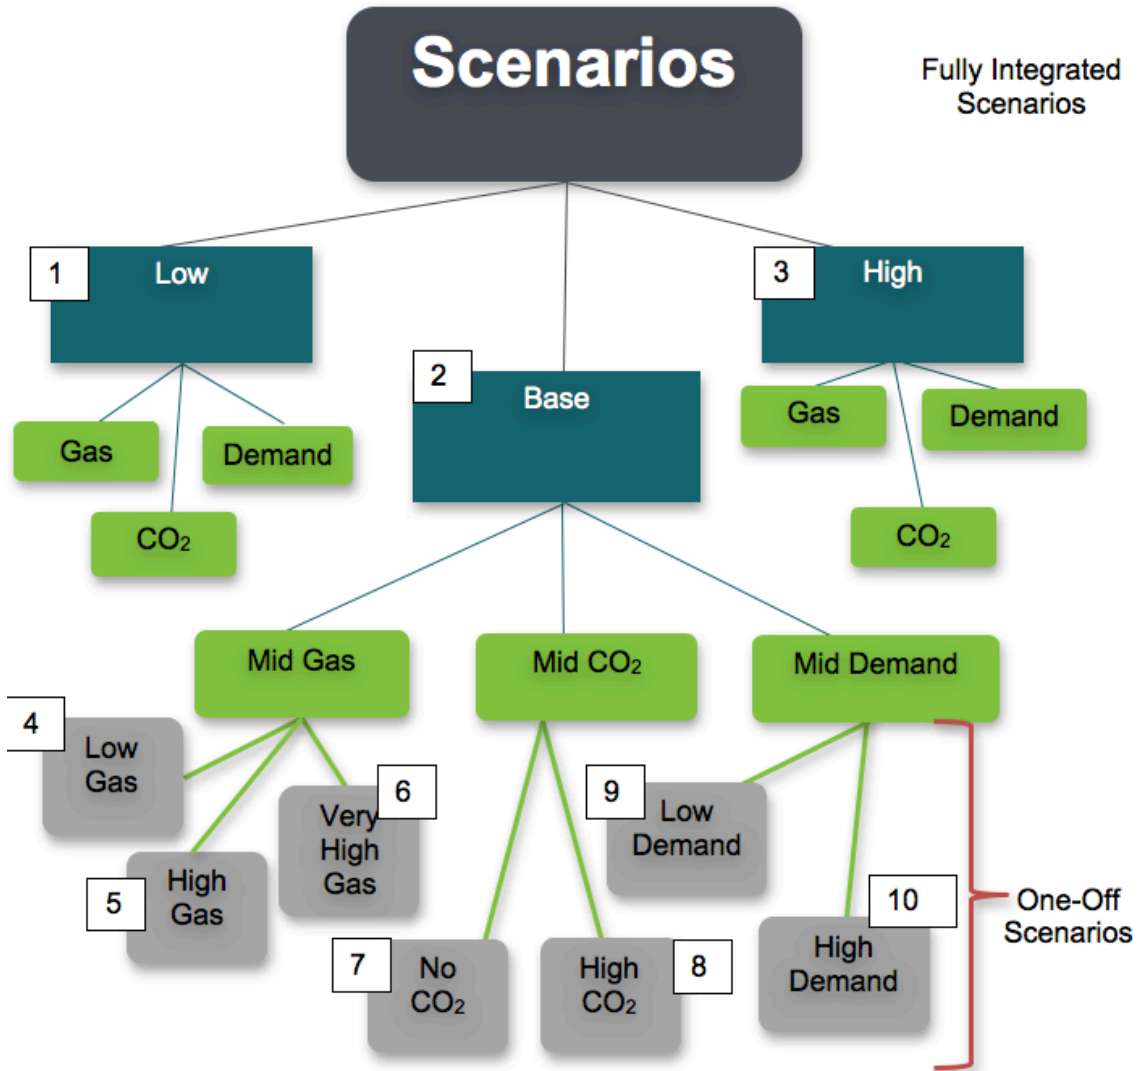 Scenarios
Fully Integrated
Scenarios
1
Low
3
High
2
Base
Gas
Demand
CO₂
Gas
Demand
CO₂
Mid Gas
Mid CO₂
Mid Demand
4
Low
Gas
5
High
Gas
6
Very
High
Gas
7
No
CO₂
8
High
CO₂
9
Low
Demand
10
High
Demand
One-Off
Scenarios